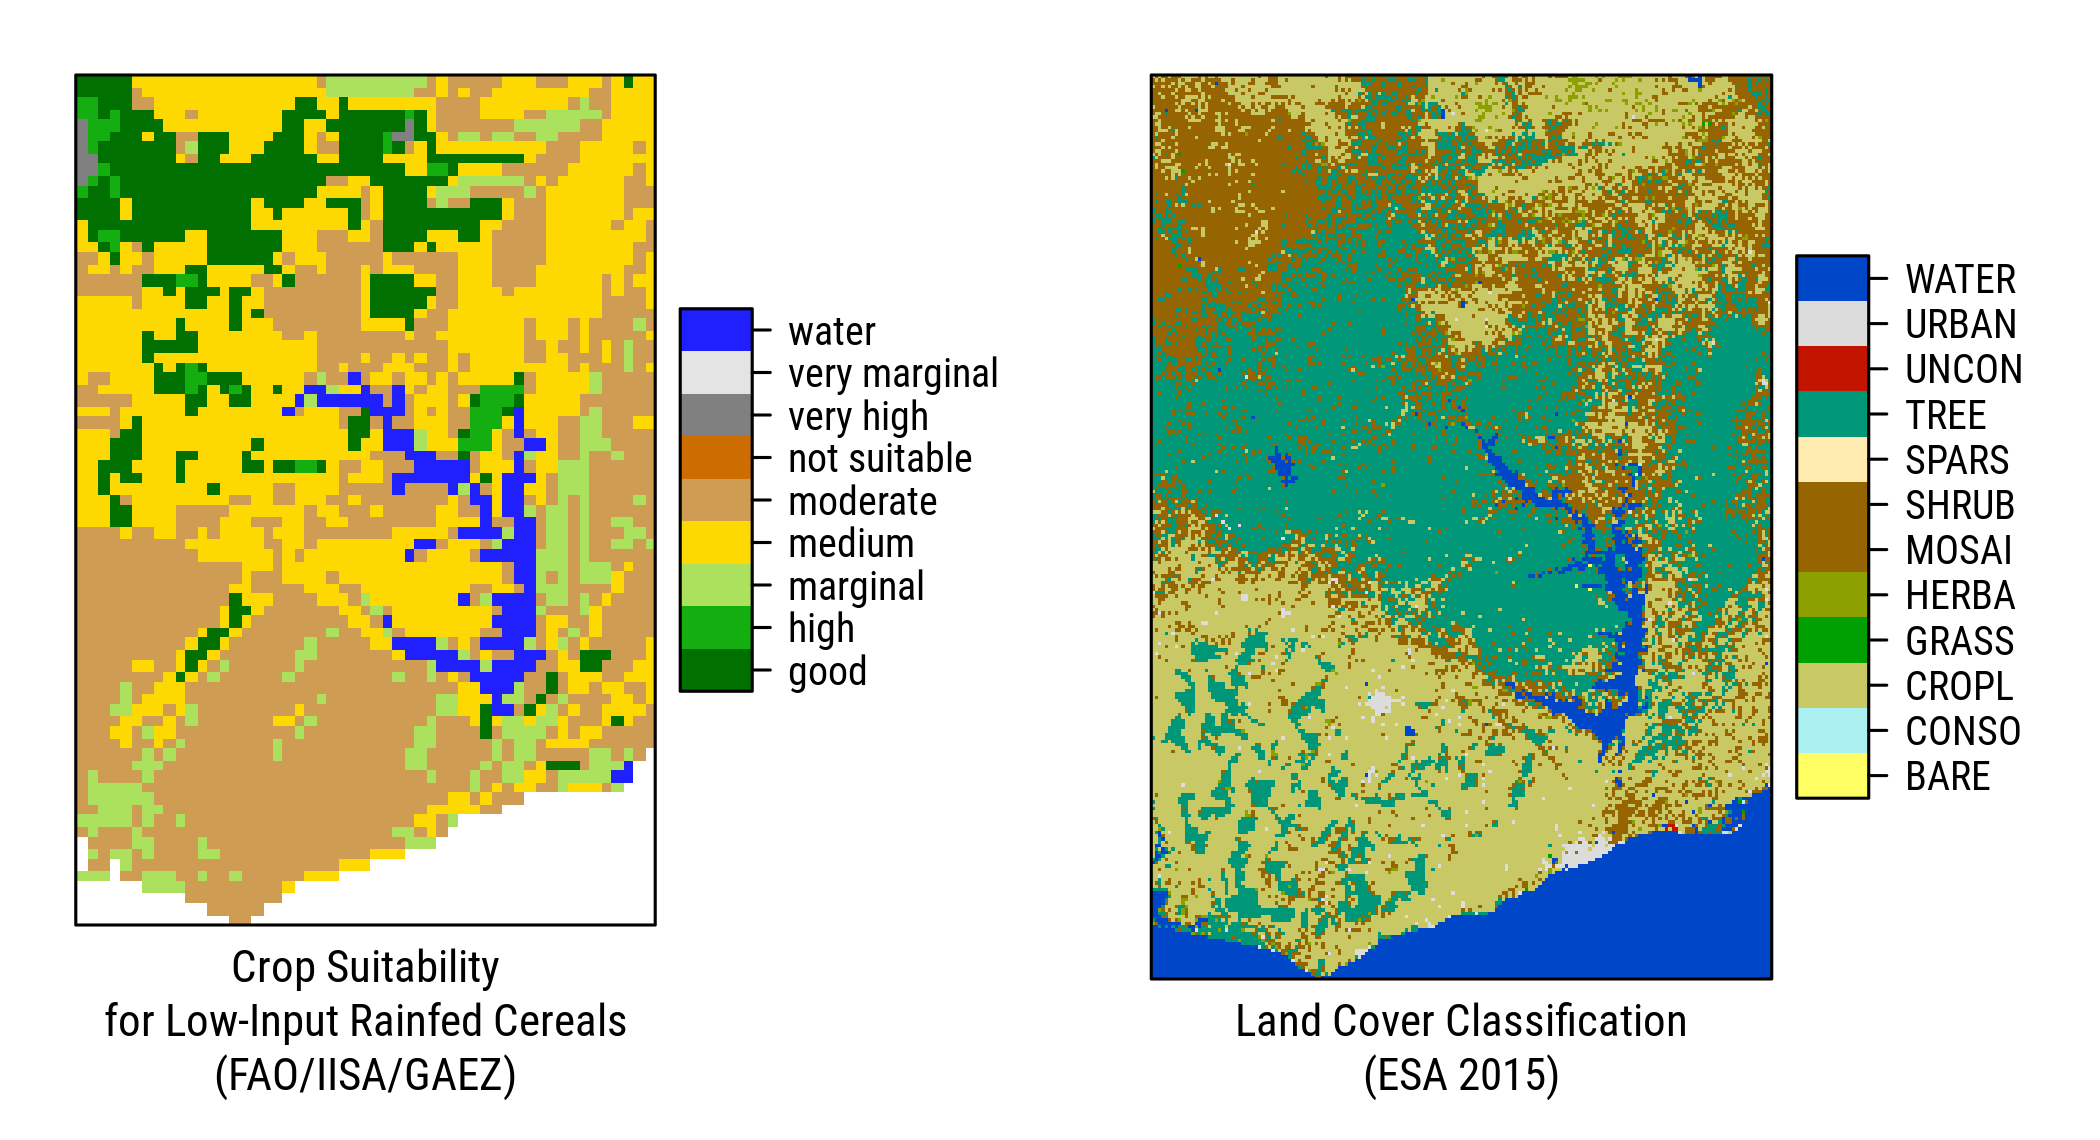 water
very marginal
very high
not suitable
moderate
medium
marginal
high
good
Crop Suitability
for Low-Input Rainfed Cereals
(FAO/IISA/GAEZ)
WATER
URBAN
UNCON
TREE
SPARS
SHRUB
MOSAI
HERBA
GRASS
CROPL
CONSO
BARE
Land Cover Classification
(ESA 2015)